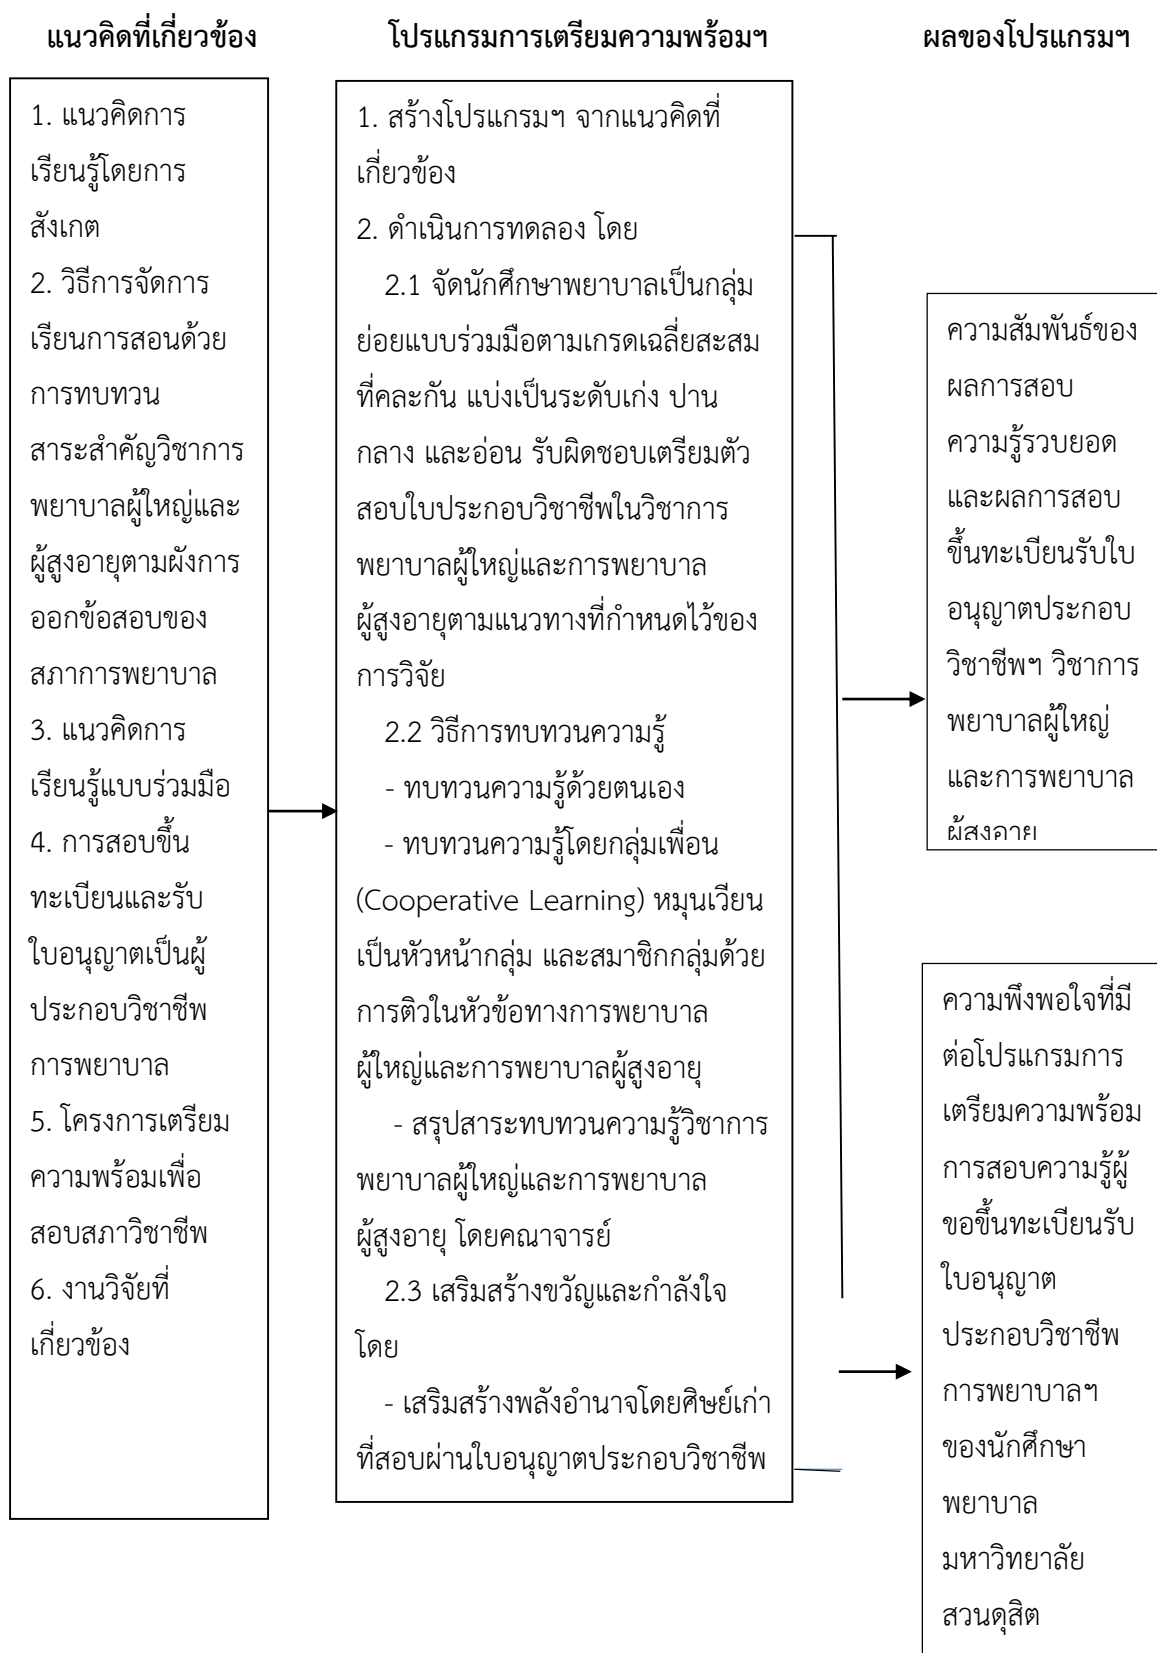 แนวคิดที่เกี่ยวข้อง
โปรแกรมการเตรียมความพร้อมฯ
ผลของโปรแกรมฯ
1. แนวคิดการ
เรียนรู้โดยการ
สังเกต
2. วิธีการจัดการ
เรียนการสอนด้วย
การทบทวน
สาระสำคัญวิชาการ
พยาบาลผู้ใหญ่และ
ผู้สูงอายุตามผังการ
ออกข้อสอบของ
สภาการพยาบาล
3. แนวคิดการ
เรียนรู้แบบร่วมมือ
4. การสอบขึ้น
ทะเบียนและรับ
ใบอนุญาตเป็นผู้
ประกอบวิชาชีพ
การพยาบาล
5. โครงการเตรียม
ความพร้อมเพื่อ
สอบสภาวิชาชีพ
6. งานวิจัยที่
เกี่ยวข้อง
1. สร้างโปรแกรมฯ จากแนวคิดที่
เกี่ยวข้อง
2. ดำเนินการทดลอง โดย
2.1 จัดนักศึกษาพยาบาลเป็นกลุ่ม
ย่อยแบบร่วมมือตามเกรดเฉลี่ยสะสม
ที่คละกัน แบ่งเป็นระดับเก่ง ปาน
กลาง และอ่อน รับผิดชอบเตรียมตัว
สอบใบประกอบวิชาชีพในวิชาการ
พยาบาลผู้ใหญ่และการพยาบาล
ผู้สูงอายุตามแนวทางที่กำหนดไว้ของ
การวิจัย
2.2 วิธีการทบทวนความรู้
- ทบทวนความรู้ด้วยตนเอง
- ทบทวนความรู้โดยกลุ่มเพื่อน
(Cooperative Learning) หมุนเวียน
เป็นหัวหน้ากลุ่ม และสมาชิกกลุ่มด้วย
การติวในหัวข้อทางการพยาบาล
ผู้ใหญ่และการพยาบาลผู้สูงอายุ
- สรุปสาระทบทวนความรู้วิชาการ
พยาบาลผู้ใหญ่และการพยาบาล
ผู้สูงอายุ โดยคณาจารย์
2.3 เสริมสร้างขวัญและกำลังใจ
โดย
- เสริมสร้างพลังอำนาจโดยศิษย์เก่า
ที่สอบผ่านใบอนุญาตประกอบวิชาชีพ
ความสัมพันธ์ของ
ผลการสอบ
ความรู้รวบยอด
และผลการสอบ
ขึ้นทะเบียนรับใบ
อนุญาตประกอบ
วิชาชีพฯ วิชาการ
พยาบาลผู้ใหญ่
และการพยาบาล
ผู้สูงอายุ
ความพึงพอใจที่มี
ต่อโปรแกรมการ
เตรียมความพร้อม
การสอบความรู้ผู้
ขอขึ้นทะเบียนรับ
ใบอนุญาต
ประกอบวิชาชีพ
การพยาบาลฯ
ของนักศึกษา
พยาบาล
มหาวิทยาลัย
สวนดุสิต